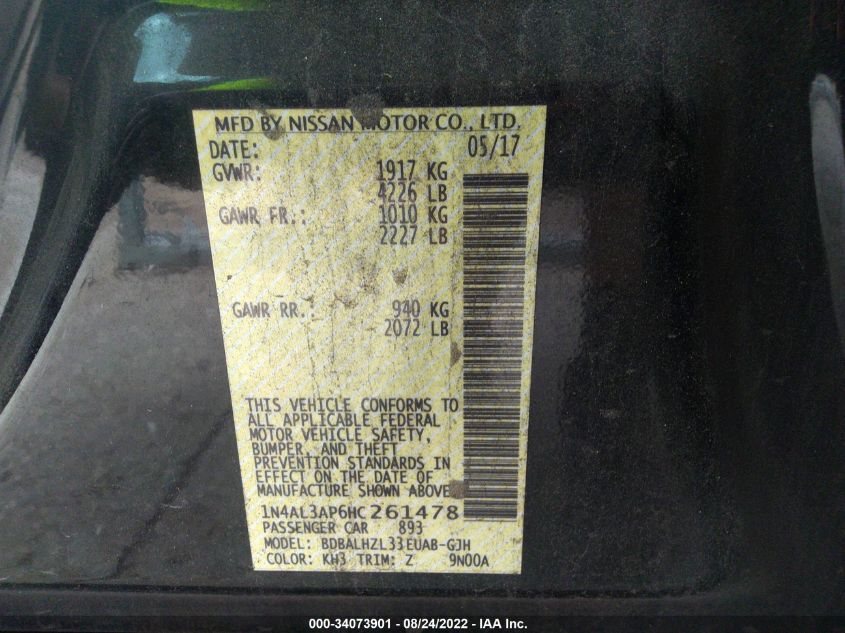 MFD BY NISSAN MOTOR CO., LTD.
DATE: 05/17
GVWR: 1917 KG
4226 LB
GAWR FR.: 1010 KG
2227 LB
GAWR RR.: 940 KG
2072 LB
THIS VEHICLE CONFORMS TO
ALL APPLICABLE FEDERAL
MOTOR VEHICLE SAFETY,
BUMPER, AND THEFT
PREVENTION STANDARDS IN
EFFECT ON THE DATE OF
MANUFACTURE SHOWN ABOVE
1N4AL3AP6HC261478
PASSENGER CAR 893
MODEL: BDBALHZL33EUAB-GJH
COLOR: KH3 TRIM: Z 9N00A
000-34073901 - 08/24/2022 - IAA Inc.